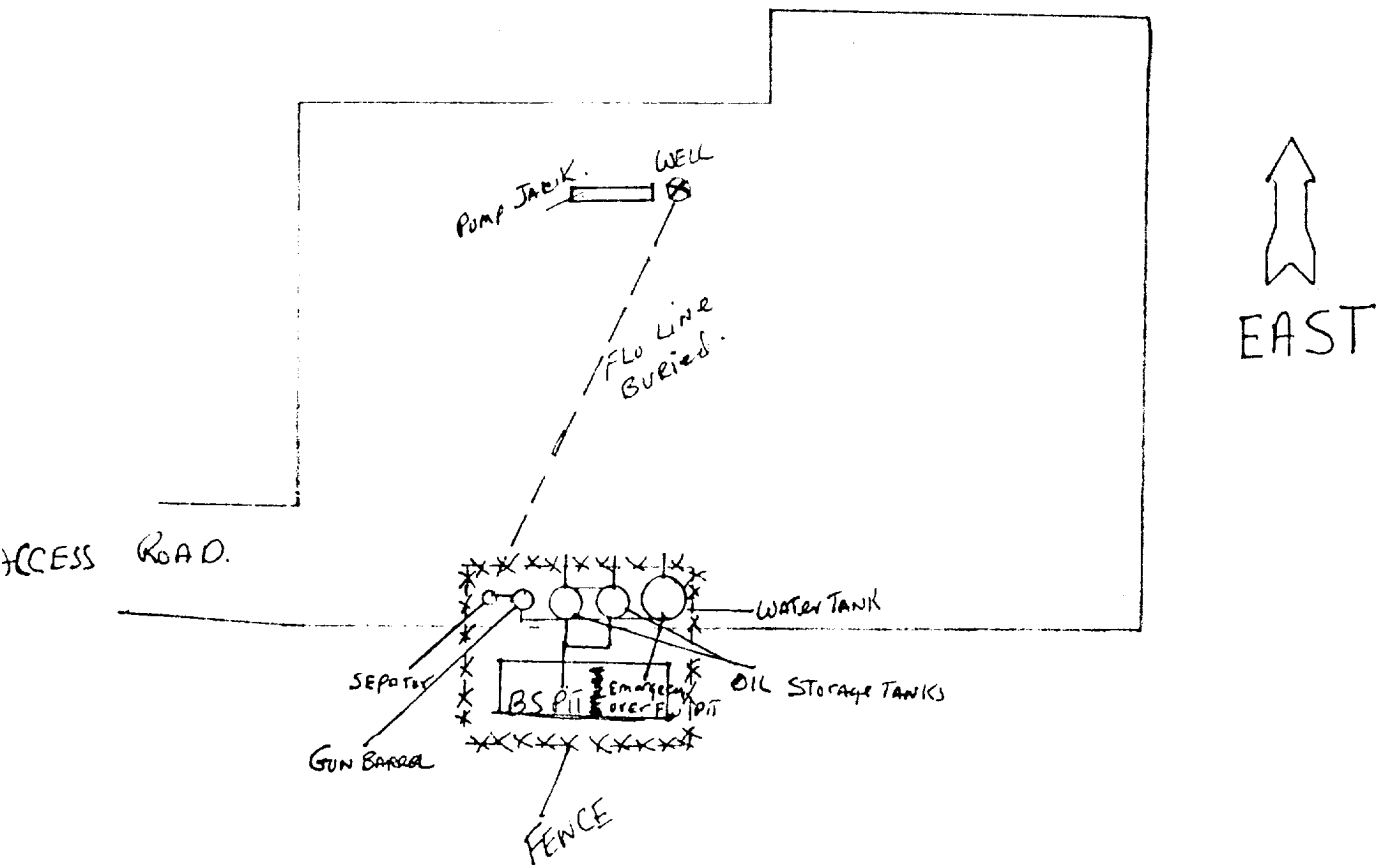 WELL
PUMP JACK.
FLO LINE
BURIED.
EAST
ACCESS ROAD.
WATER TANK
SEPATOR
OIL STORAGE TANKS
BS PIT
Emergency
OVER PIT
GUN BARREL
FENCE